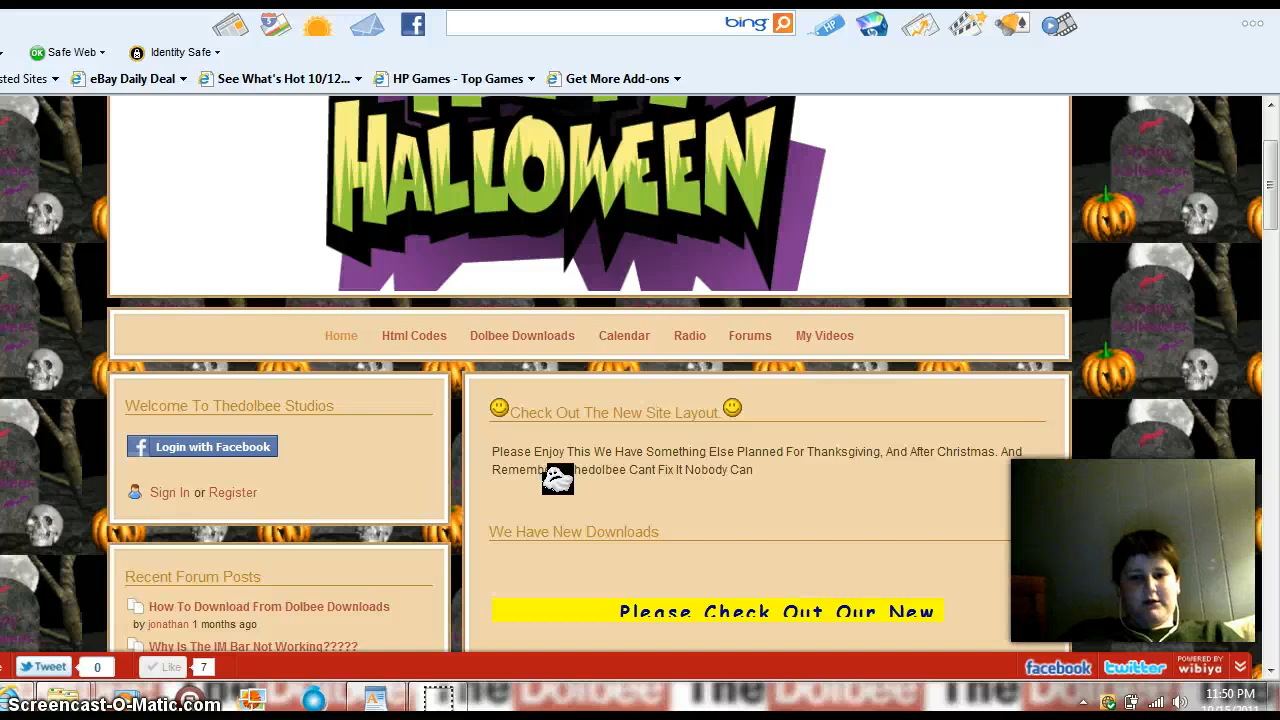 bing
HP
Safe Web
Identity Safe
sted Sites
eBay Daily Deal
See What's Hot 10/12...
HP Games - Top Games
Get More Add-ons
HALLOWEEN
Home Html Codes Dolbee Downloads Calendar Radio Forums My Videos
Welcome To Thedolbee Studios
Login with Facebook
Sign In or Register
Recent Forum Posts
How To Download From Dolbee Downloads
by jonathan 1 months ago
Why Is The IM Bar Not Working?????
Check Out The New Site Layout.
Please Enjoy This We Have Something Else Planned For Thanksgiving, And After Christmas. And
hedolbee Cant Fix It Nobody Can
We Have New Downloads
Please Check Out Our New
Tweet 0 Like 7
facebook twitter POWERED BY wibiya
11:50 PM
10/15/2011
Screencast-O-Matic.com